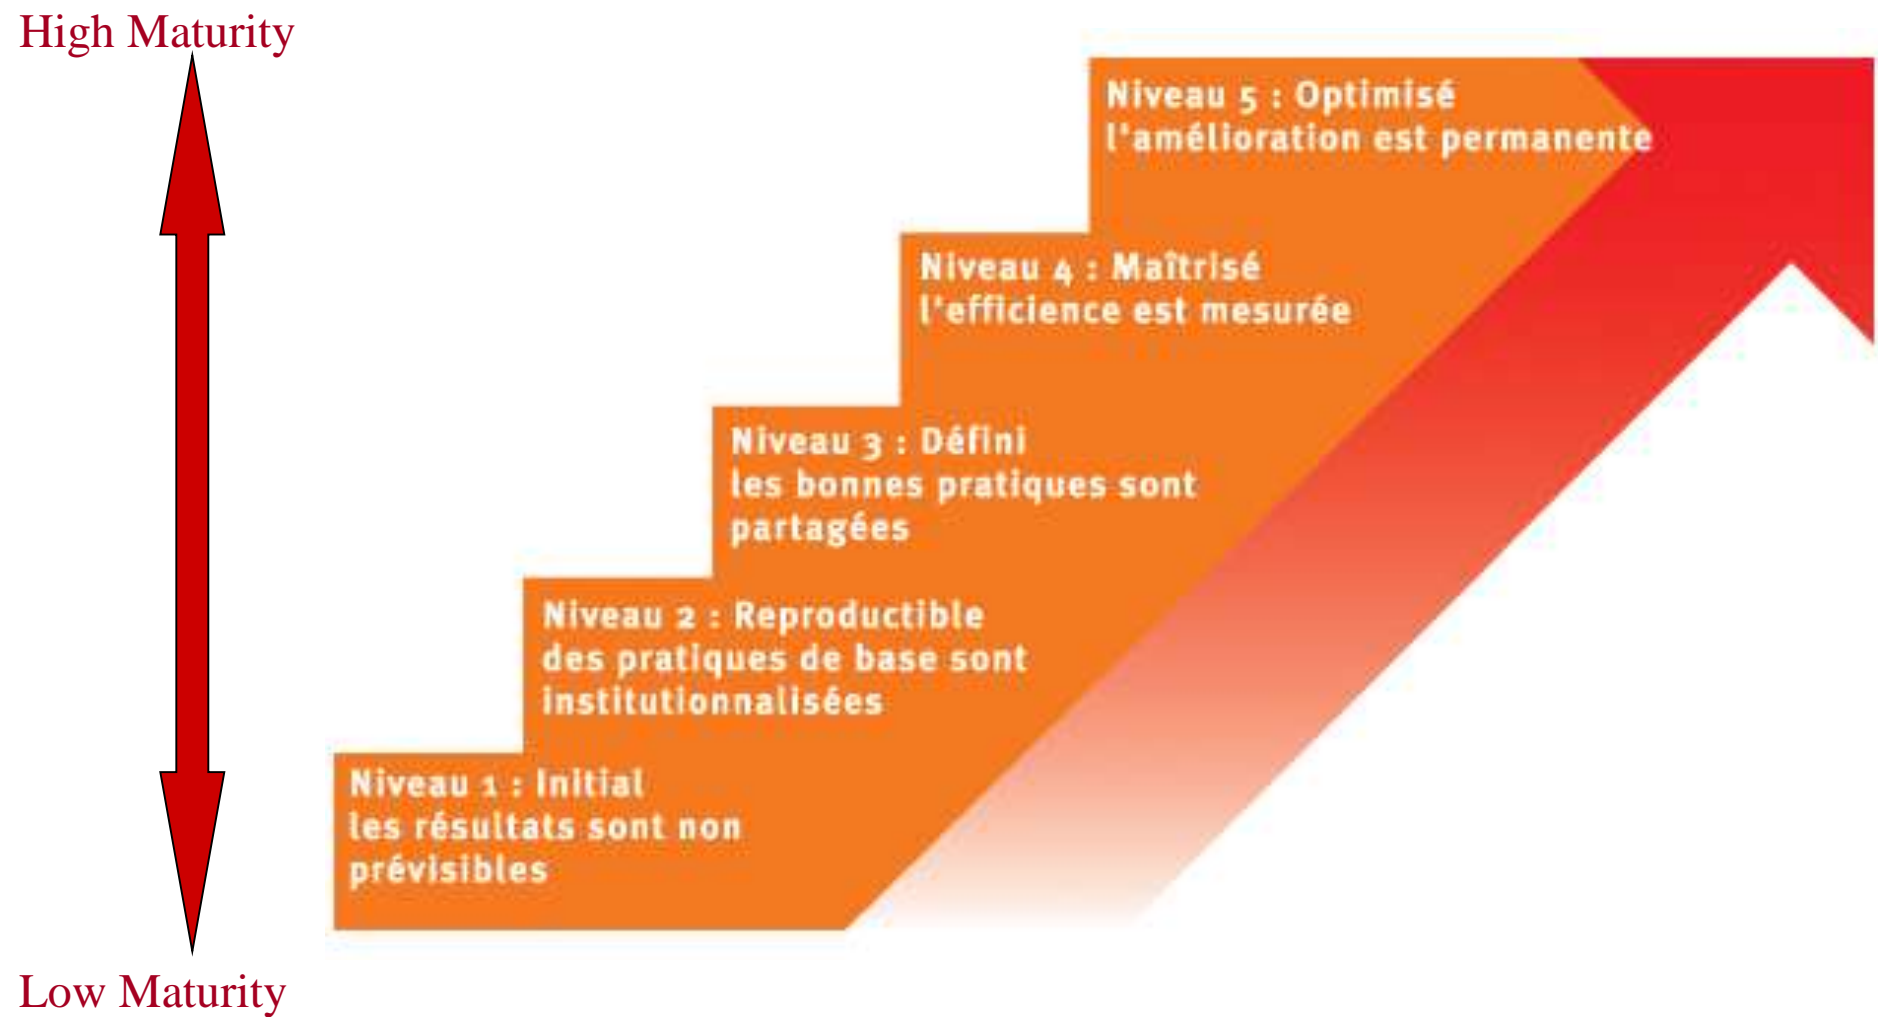 High Maturity
Niveau 5 : Optimisé
l'amélioration est permanente
Niveau 4 : Maîtrisé
l'efficience est mesurée
Niveau 3 : Défini
les bonnes pratiques sont
partagées
Niveau 2 : Reproductible
des pratiques de base sont
institutionnalisées
Niveau 1 : Initial
les résultats sont non
prévisibles
Low Maturity